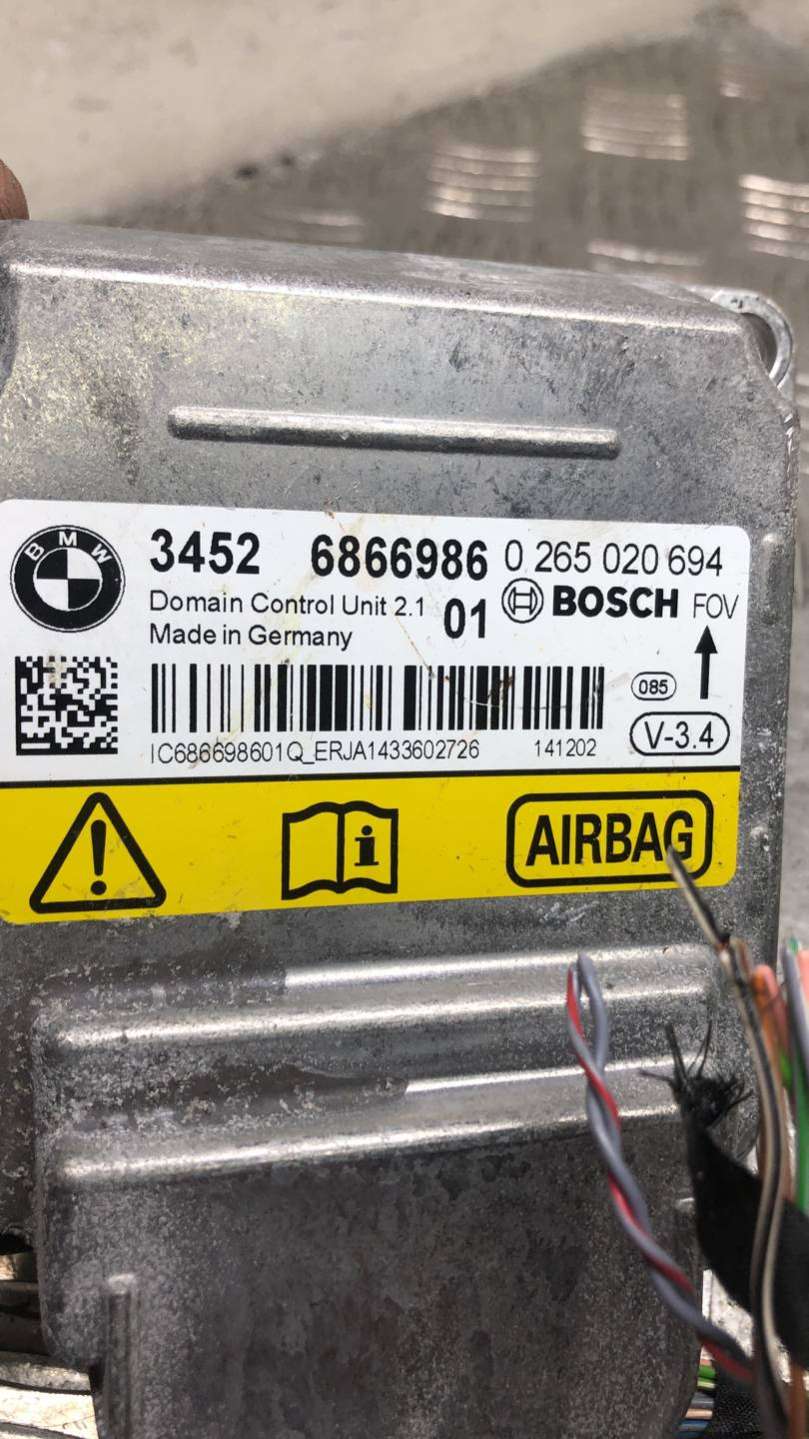 BMW
3452 6866986 0 265 020 694
Domain Control Unit 2.1 01 BOSCH FOV
Made in Germany
085
V-3.4
IC686698601Q_ERJA1433602726 141202
AIRBAG